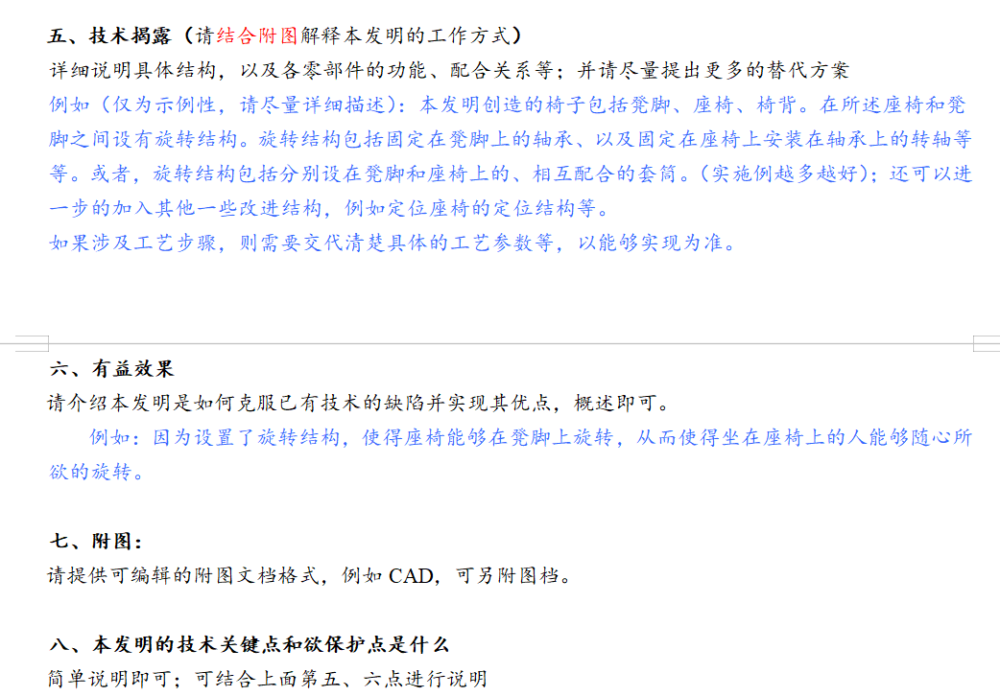 五、技术揭露（请结合附图解释本发明的工作方式）
详细说明具体结构，以及各零部件的功能、配合关系等；并请尽量提出更多的替代方案
例如（仅为示例性，请尽量详细描述）：本发明创造的椅子包括凳脚、座椅、椅背。在所述座椅和凳
脚之间设有旋转结构。旋转结构包括固定在凳脚上的轴承、以及固定在座椅上安装在轴承上的转轴等
等。或者，旋转结构包括分别设在凳脚和座椅上的、相互配合的套筒。（实施例越多越好）；还可以进
一步的加入其他一些改进结构，例如定位座椅的定位结构等。
如果涉及工艺步骤，则需要交代清楚具体的工艺参数等，以能够实现为准。
六、有益效果
请介绍本发明是如何克服已有技术的缺陷并实现其优点，概述即可。
例如：因为设置了旋转结构，使得座椅能够在凳脚上旋转，从而使得坐在座椅上的人能够随心所
欲的旋转。
七、附图：
请提供可编辑的附图文档格式，例如 CAD，可另附图档。
八、本发明的技术关键点和欲保护点是什么
简单说明即可；可结合上面第五、六点进行说明